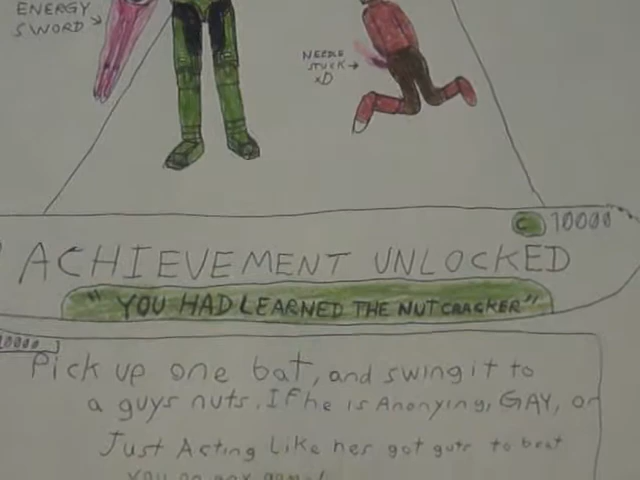 ENERGY
SWORD
NEEDLE
STUCK
xD
C 10000
ACHIEVEMENT UNLOCKED
"YOU HAD LEARNED THE NUTCRACKER"
10000
Pick up one bat, and swing it to
a guys nuts. If he is Anonying, GAY, or
Just Acting Like hes got guts to beat